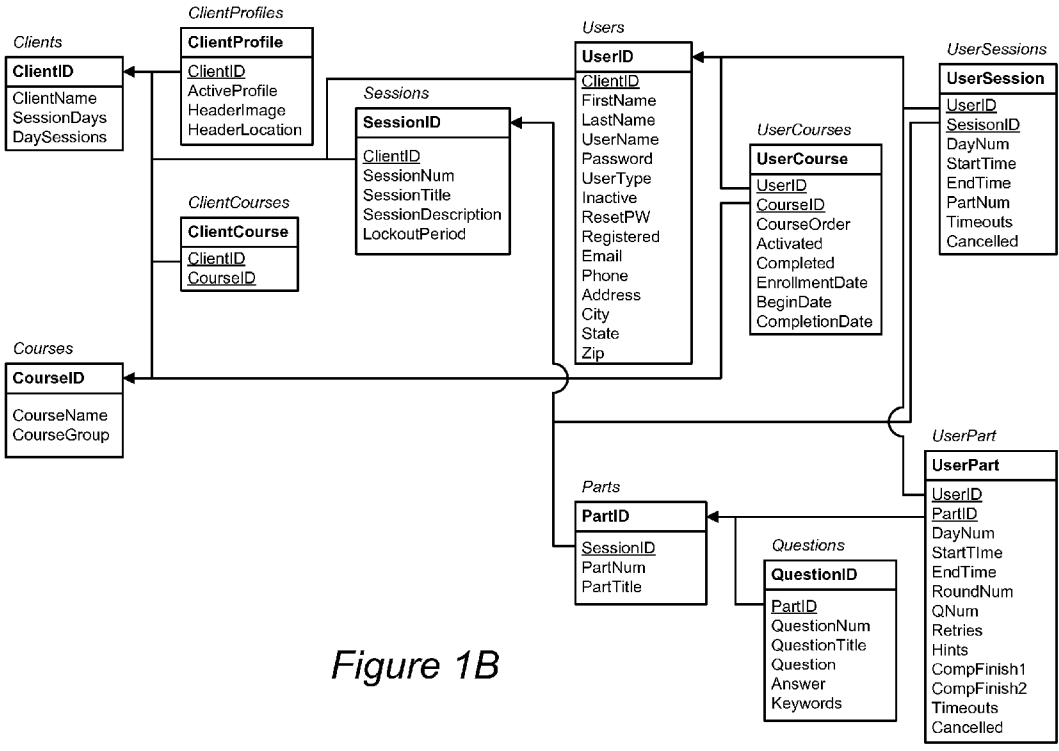 Clients
ClientID
ClientName
SessionDays
DaySessions
ClientProfiles
ClientProfile
ClientID
ActiveProfile
HeaderImage
HeaderLocation
Sessions
SessionID
ClientID
SessionNum
SessionTitle
SessionDescription
LockoutPeriod
ClientCourses
ClientCourse
ClientID
CourseID
Courses
CourseID
CourseName
CourseGroup
Users
UserID
ClientID
FirstName
LastName
UserName
Password
UserType
Inactive
ResetPW
Registered
Email
Phone
Address
City
State
Zip
UserCourses
UserCourse
UserID
CourseID
CourseOrder
Activated
Completed
EnrollmentDate
BeginDate
CompletionDate
UserSessions
UserSession
UserID
SesisonID
DayNum
StartTime
EndTime
PartNum
Timeouts
Cancelled
Parts
PartID
SessionID
PartNum
PartTitle
Questions
QuestionID
PartID
QuestionNum
QuestionTitle
Question
Answer
Keywords
UserPart
UserPart
UserID
PartID
DayNum
StartTIme
EndTime
RoundNum
QNum
Retries
Hints
CompFinish1
CompFinish2
Timeouts
Cancelled
Figure 1B